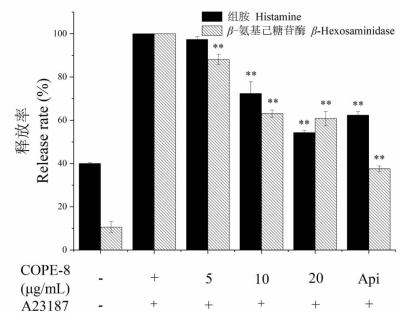 组胺 Histamine
β-氨基己糖苷酶 β-Hexosaminidase
释放率
Release rate (%)
100
80
60
40
20
0
** ** ** ** ** ** ** **
COPE-8 (μg/mL) - + 5 10 20 Api
A23187 - + + + + +